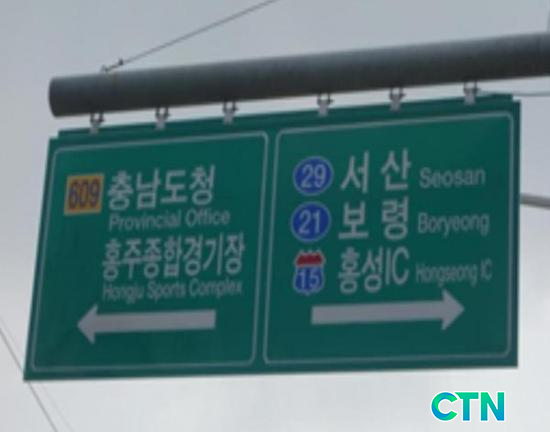 609 충남도청
Provincial Office
홍주종합경기장
Hongju Sports Complex
29 서산 Seosan
21 보령 Boryeong
15 홍성IC Hongseong IC
CTN